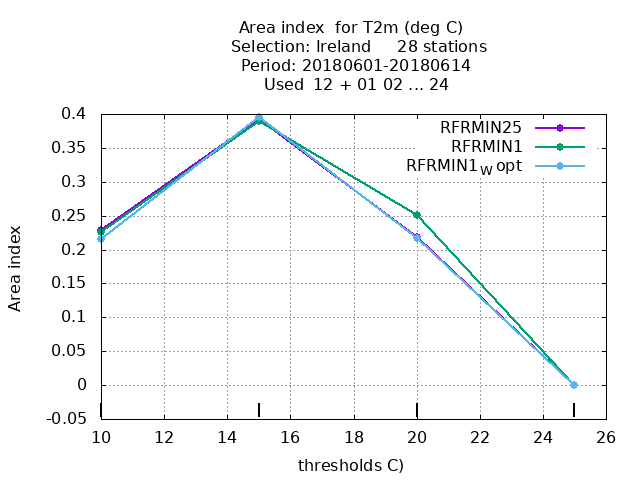 Area index  for T2m (deg C)
Selection: Ireland     28 stations
Period: 20180601-20180614
Used  12 + 01 02 ... 24
RFRMIN25
RFRMIN1
RFRMIN1W opt
0.4
0.35
0.3
0.25
0.2
0.15
0.1
0.05
0
-0.05
Area index
10 12 14 16 18 20 22 24 26
thresholds C)